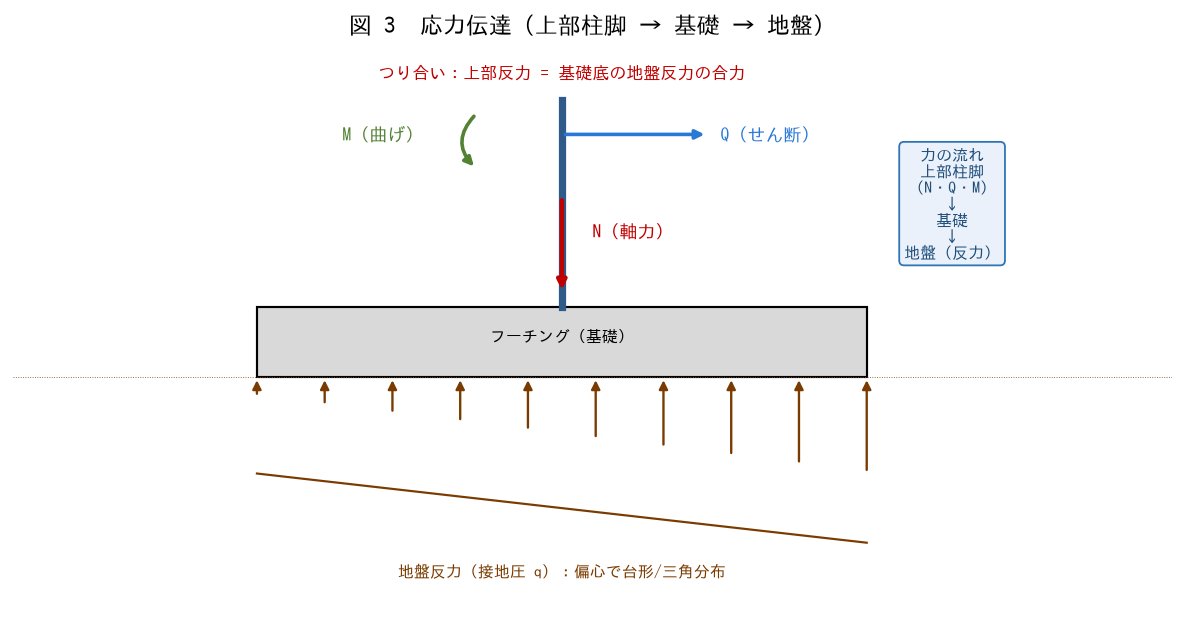 図 3　応力伝達（上部柱脚 → 基礎 → 地盤）
つり合い：上部反力 = 基礎底の地盤反力の合力
M（曲げ）
Q（せん断）
力の流れ
上部柱脚
（N・Q・M）
↓
基礎
↓
地盤（反力）
N（軸力）
フーチング（基礎）
地盤反力（接地圧 q）：偏心で台形/三角分布